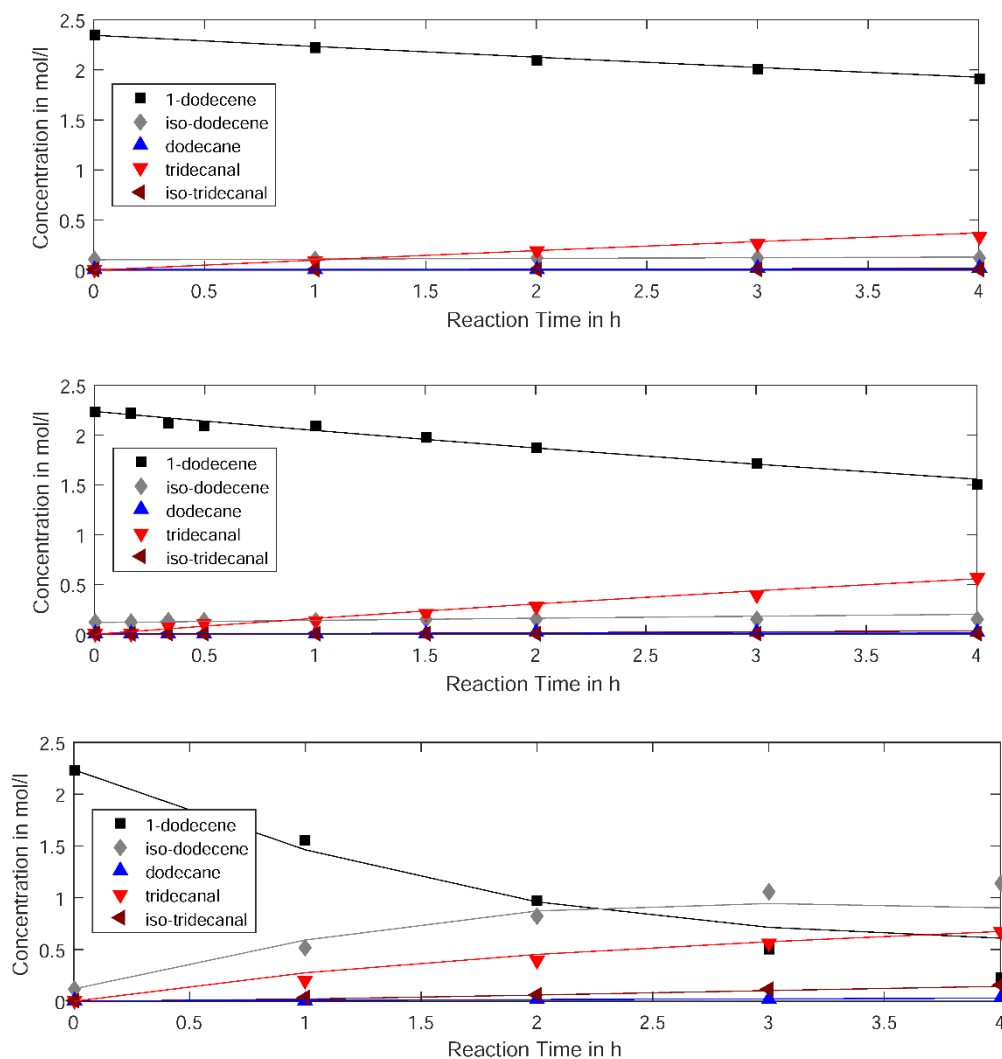 Concentration in mol/l
2.5
2
1.5
1
0.5
0
1-dodecene
iso-dodecene
dodecane
tridecanal
iso-tridecanal
0 0.5 1 1.5 2 2.5 3 3.5 4
Reaction Time in h
Concentration in mol/l
2.5
2
1.5
1
0.5
0
1-dodecene
iso-dodecene
dodecane
tridecanal
iso-tridecanal
0 0.5 1 1.5 2 2.5 3 3.5 4
Reaction Time in h
Concentration in mol/l
2.5
2
1.5
1
0.5
0
1-dodecene
iso-dodecene
dodecane
tridecanal
iso-tridecanal
0 0.5 1 1.5 2 2.5 3 3.5 4
Reaction Time in h